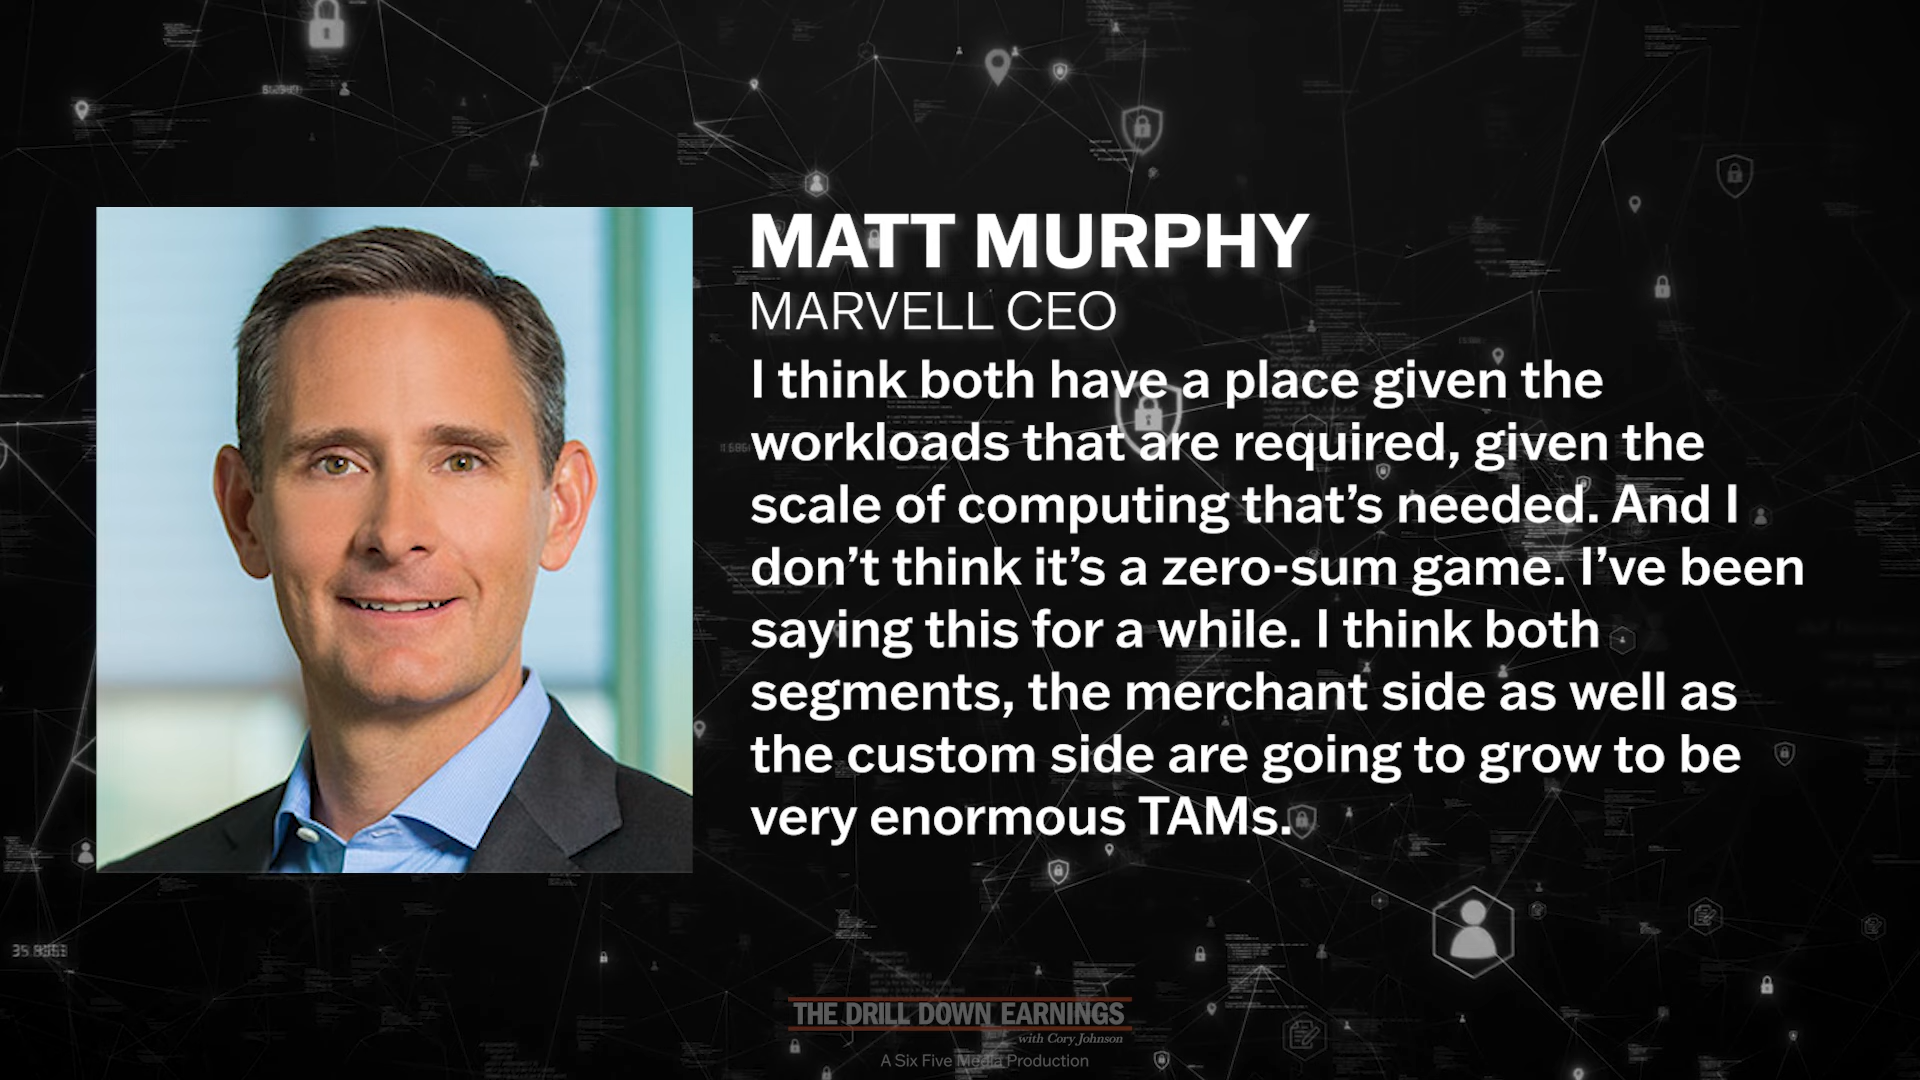 MATT MURPHY
MARVELL CEO
I think both have a place given the
workloads that are required, given the
scale of computing that’s needed. And I
don’t think it’s a zero-sum game. I’ve been
saying this for a while. I think both
segments, the merchant side as well as
the custom side are going to grow to be
very enormous TAMs.
THE DRILL DOWN EARNINGS
with Cory Johnson
A Six Five Media Production